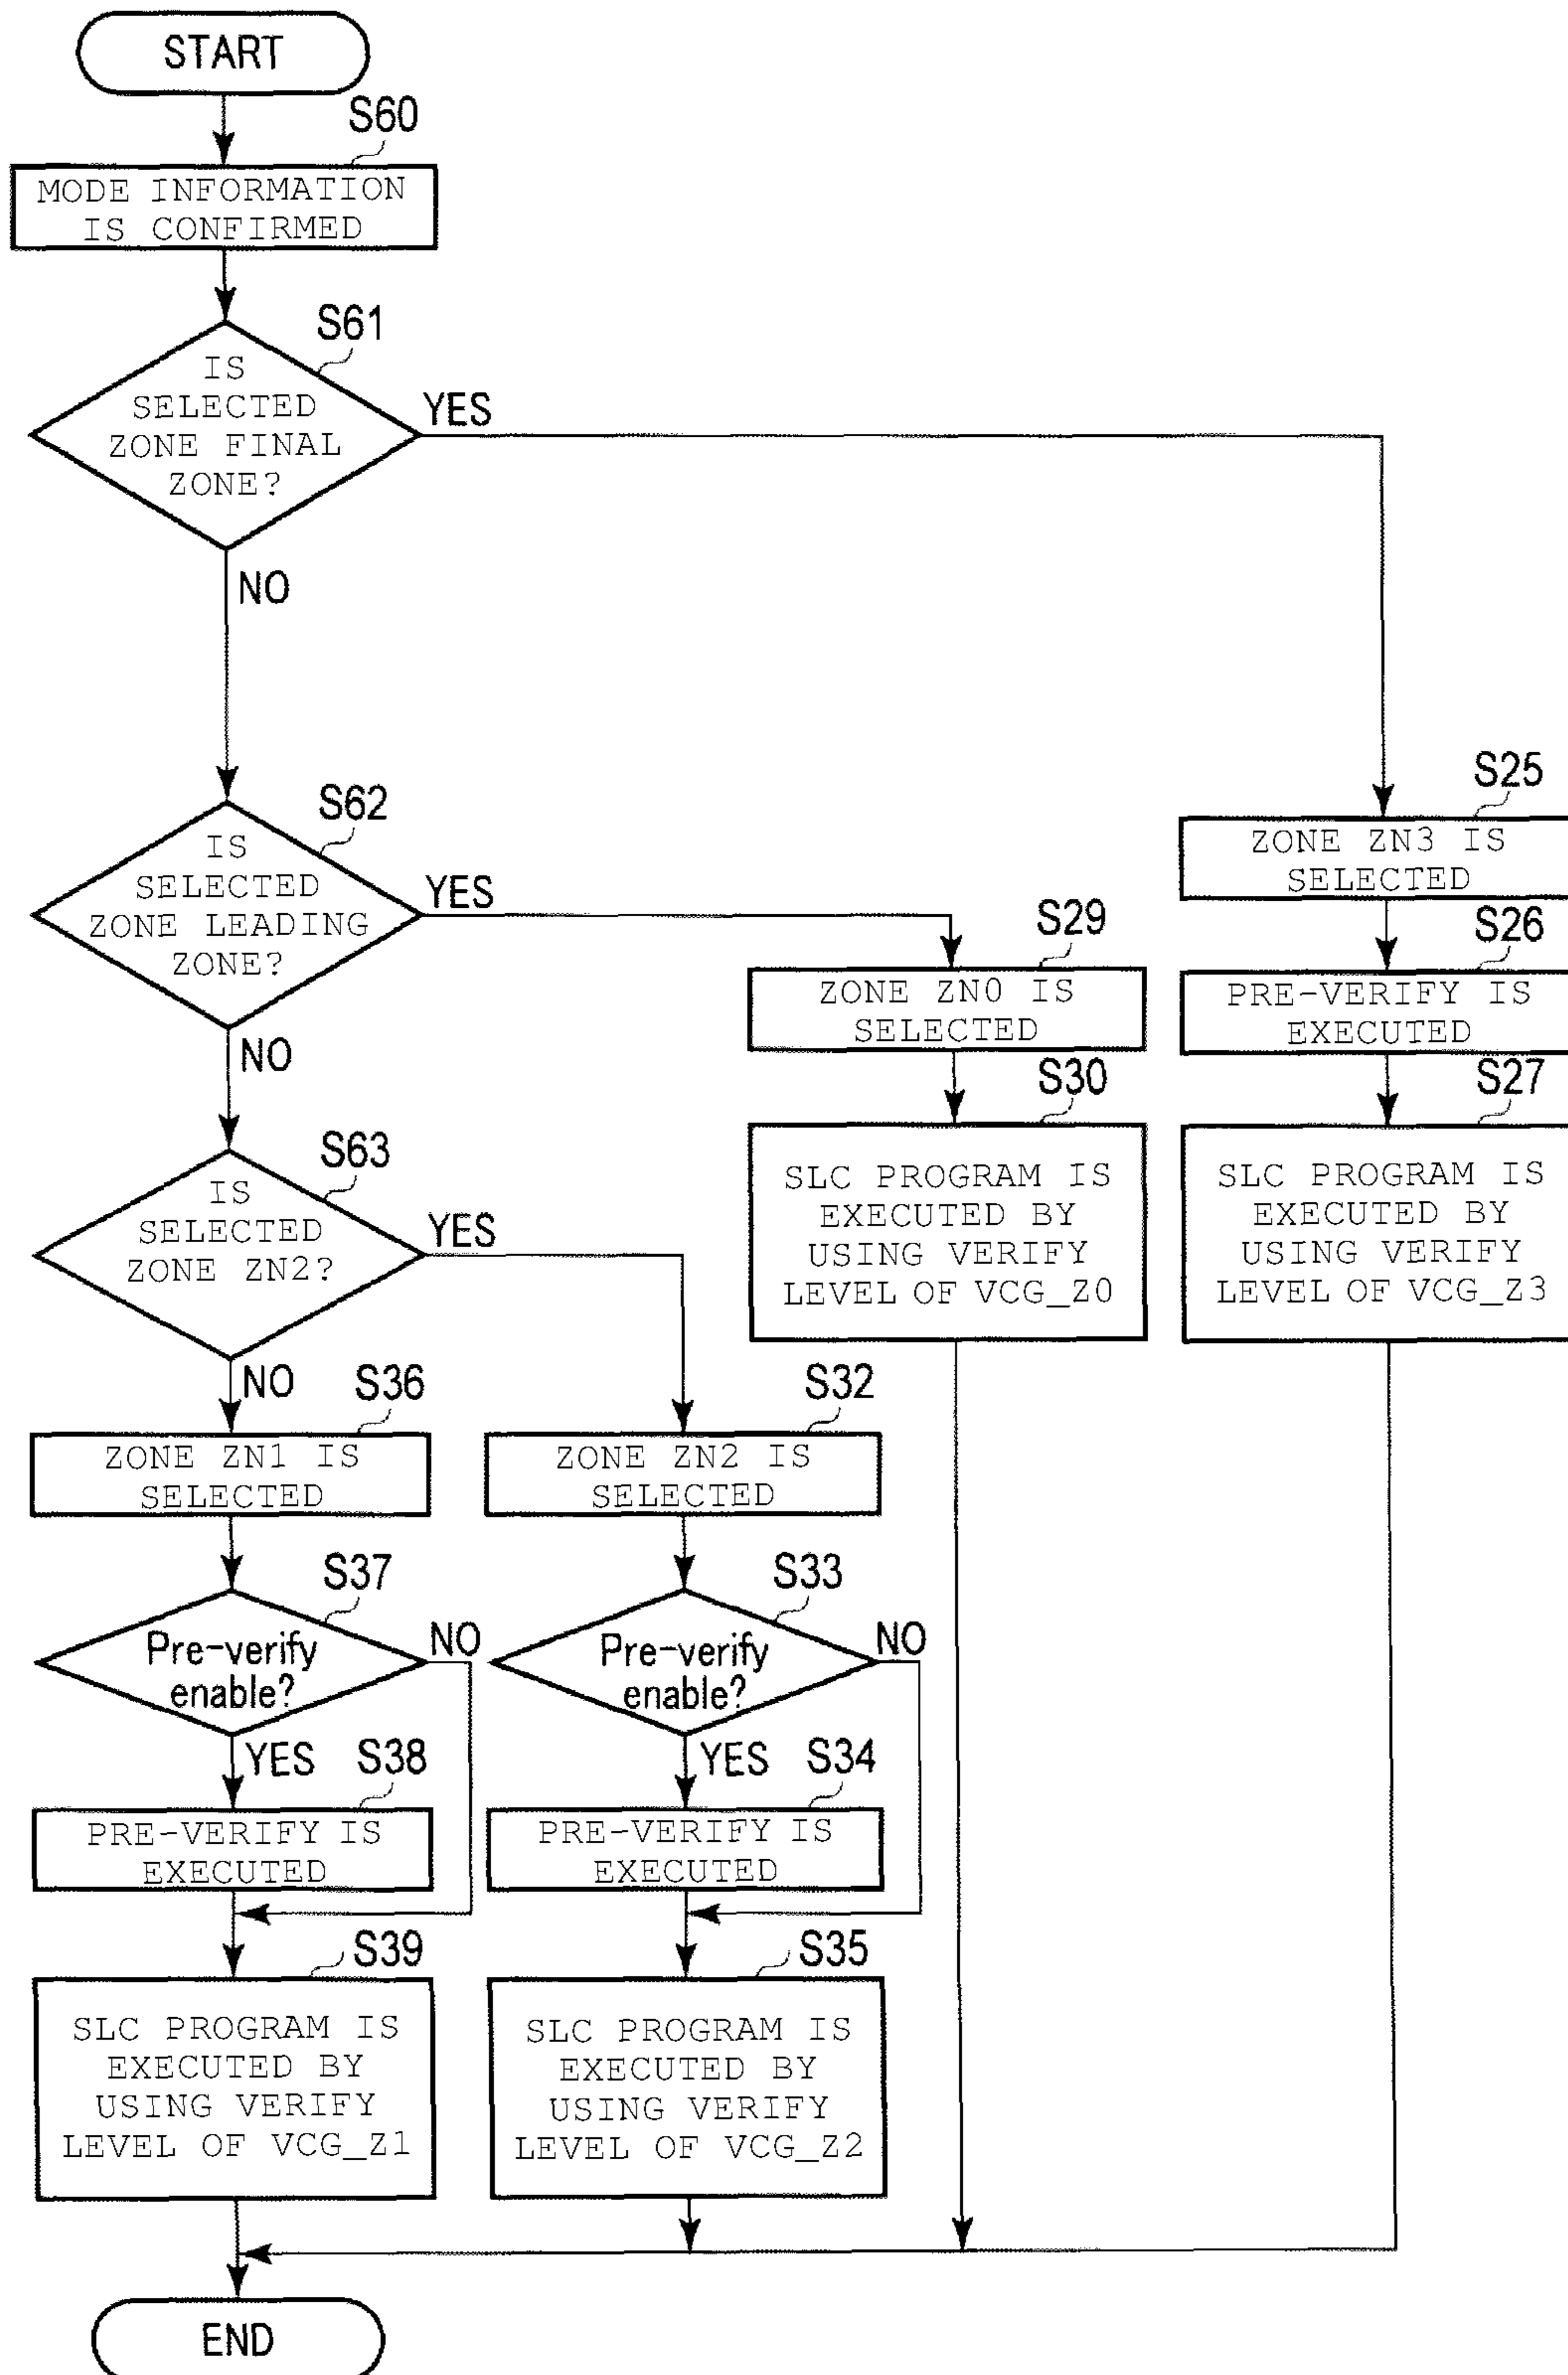 START
S60
MODE INFORMATION
IS CONFIRMED
S61
IS
SELECTED
ZONE FINAL
ZONE?
YES
NO
S62
IS
SELECTED
ZONE LEADING
ZONE?
YES
NO
S25
ZONE ZN3 IS
SELECTED
S26
PRE-VERIFY IS
EXECUTED
S27
SLC PROGRAM IS
EXECUTED BY
USING VERIFY
LEVEL OF VCG_Z3
S29
ZONE ZN0 IS
SELECTED
S30
SLC PROGRAM IS
EXECUTED BY
USING VERIFY
LEVEL OF VCG_Z0
S63
IS
SELECTED
ZONE ZN2?
YES
NO
S36
ZONE ZN1 IS
SELECTED
S37
Pre-verify
enable?
NO
YES
S38
PRE-VERIFY IS
EXECUTED
S39
SLC PROGRAM IS
EXECUTED BY
USING VERIFY
LEVEL OF VCG_Z1
S32
ZONE ZN2 IS
SELECTED
S33
Pre-verify
enable?
NO
YES
S34
PRE-VERIFY IS
EXECUTED
S35
SLC PROGRAM IS
EXECUTED BY
USING VERIFY
LEVEL OF VCG_Z2
END